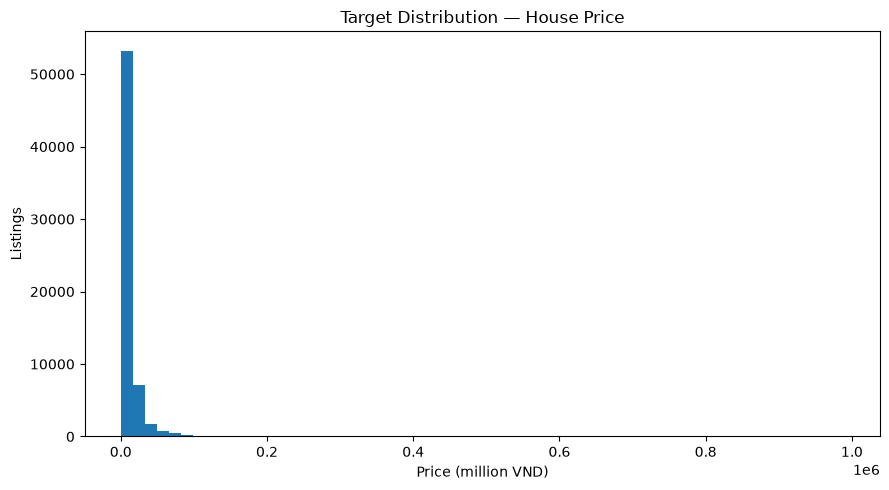 Target Distribution — House Price
50000
40000
30000
20000
10000
0
Listings
0.0 0.2 0.4 0.6 0.8 1.0
1e6
Price (million VND)